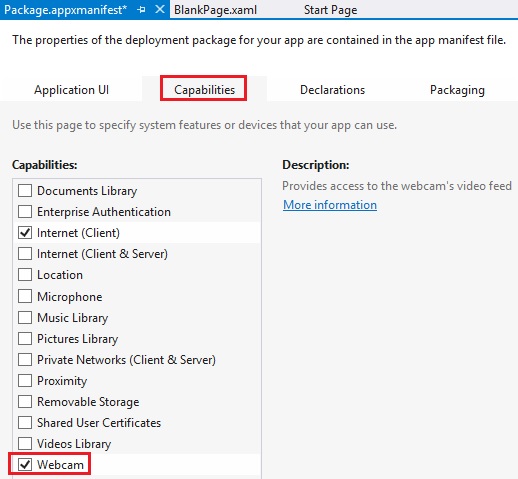 Package.appxmanifest* BlankPage.xaml Start Page
The properties of the deployment package for your app are contained in the app manifest file.
Application UI Capabilities Declarations Packaging
Use this page to specify system features or devices that your app can use.
Capabilities:
Documents Library
Enterprise Authentication
Internet (Client)
Internet (Client & Server)
Location
Microphone
Music Library
Pictures Library
Private Networks (Client & Server)
Proximity
Removable Storage
Shared User Certificates
Videos Library
Webcam
Description:
Provides access to the webcam's video feed
More information